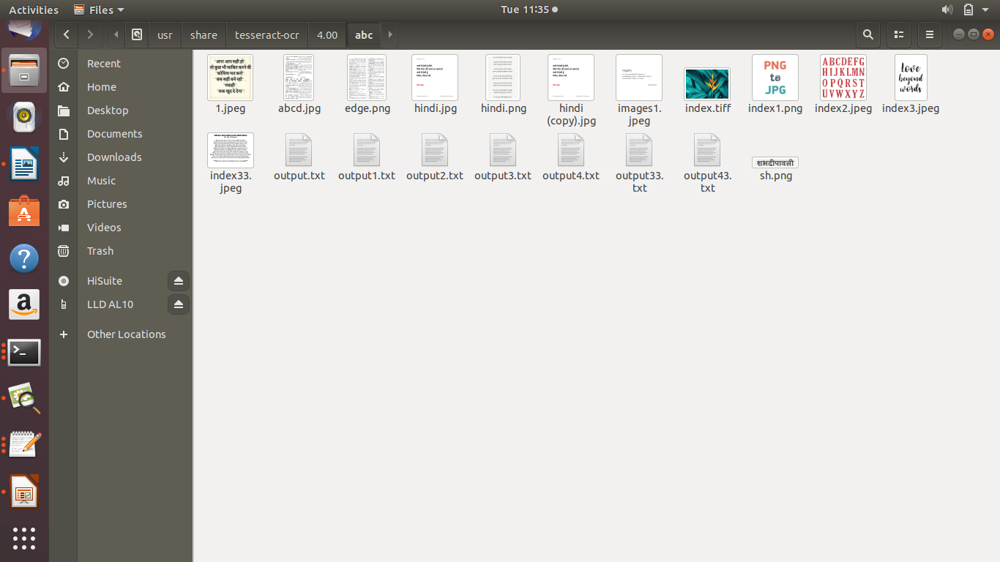 Activities
Files
Tue 11:35
usr
share
tesseract-ocr
4.00
abc
Recent
Home
Desktop
Documents
Downloads
Music
Pictures
Videos
Trash
HiSuite
LLD AL10
Other Locations
अगर आप सही हो
तो कुछ भी साबित करने की
कोशिश मत करो
बस सही बने रहो
गवाही
वक्त खुद दे देगा
PNG
to
JPG
ABCDEFG
HIJKLMN
OPQRST
UVWXYZ
love
beyond
words
1.jpeg
abcd.jpg
edge.png
hindi.jpg
hindi.png
hindi
(copy).jpg
images1.
jpeg
index.tiff
index1.png
index2.jpeg
index3.jpeg
शभदीपावली
index33.
jpeg
output.txt
output1.txt
output2.txt
output3.txt
output4.txt
output33.
txt
output43.
txt
sh.png